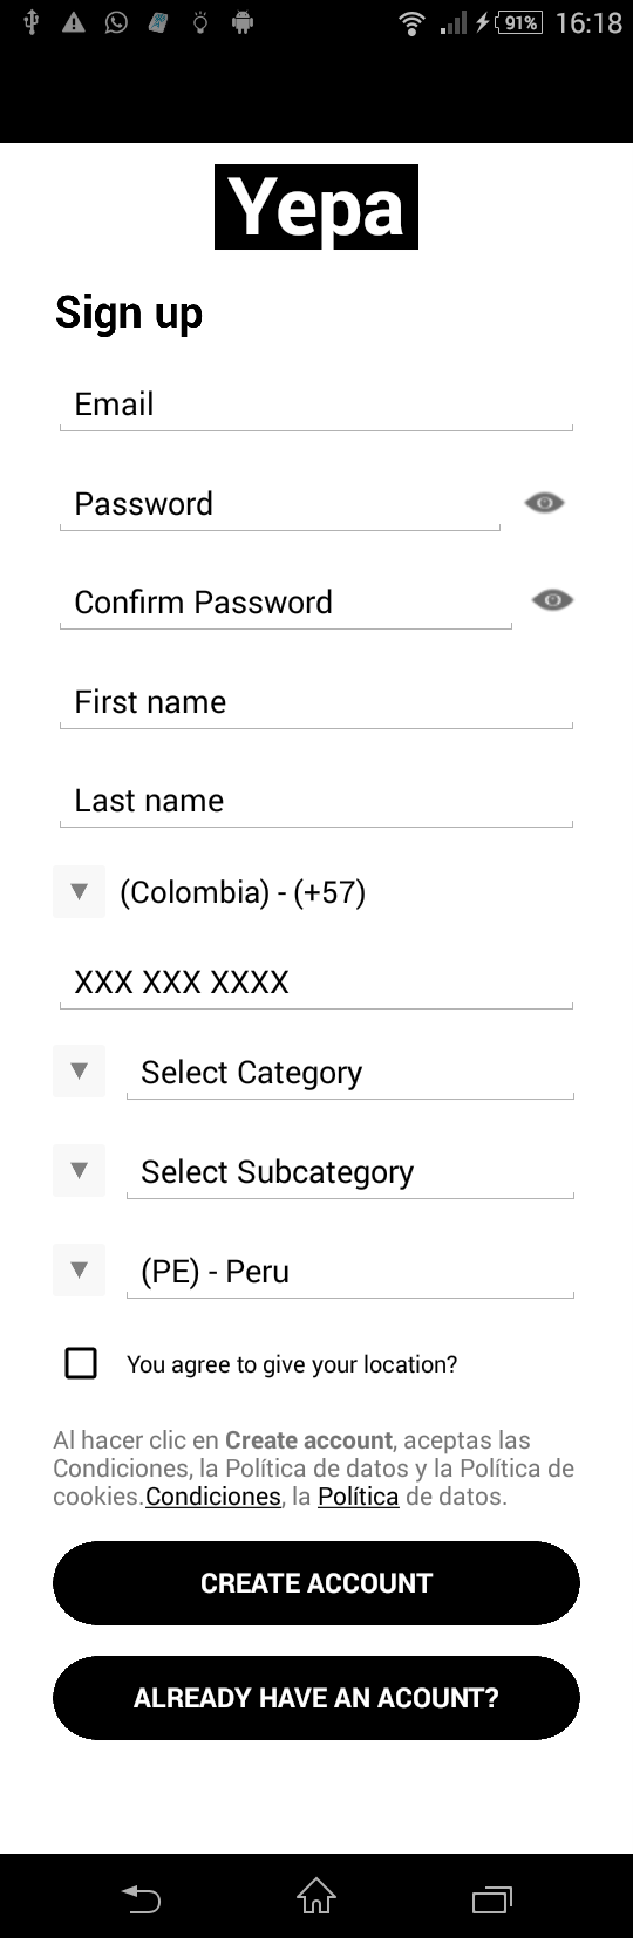 91% 16:18
Yepa
Sign up
Email
Password
Confirm Password
First name
Last name
▼ (Colombia) - (+57)
XXX XXX XXXX
▼ Select Category
▼ Select Subcategory
▼ (PE) - Peru
You agree to give your location?
Al hacer clic en Create account, aceptas las
Condiciones, la Política de datos y la Política de
cookies.Condiciones, la Política de datos.
CREATE ACCOUNT
ALREADY HAVE AN ACOUNT?